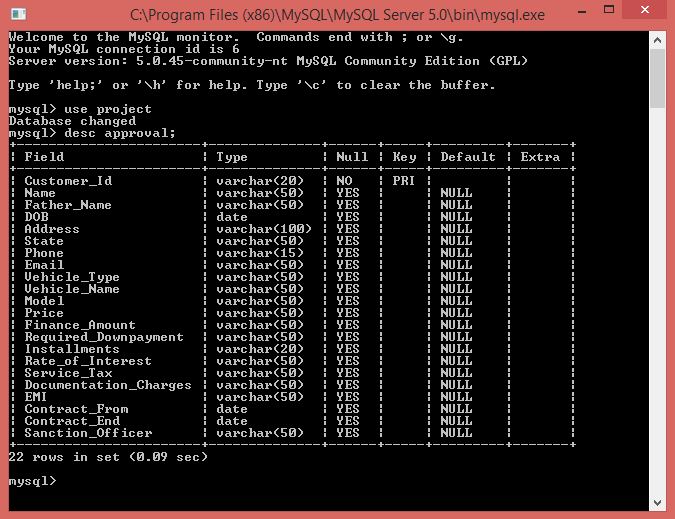 C:\Program Files (x86)\MySQL\MySQL Server 5.0\bin\mysql.exe
Welcome to the MySQL monitor.  Commands end with ; or \g.
Your MySQL connection id is 6
Server version: 5.0.45-community-nt MySQL Community Edition (GPL)
Type 'help;' or '\h' for help. Type '\c' to clear the buffer.
mysql> use project
Database changed
mysql> desc approval;
+-----------------------+--------------+------+-----+---------+-------+
| Field                 | Type         | Null | Key | Default | Extra |
+-----------------------+--------------+------+-----+---------+-------+
| Customer_Id           | varchar(20)  | NO   | PRI |         |       |
| Name                  | varchar(50)  | YES  |     | NULL    |       |
| Father_Name           | varchar(50)  | YES  |     | NULL    |       |
| DOB                   | date         | YES  |     | NULL    |       |
| Address               | varchar(100) | YES  |     | NULL    |       |
| State                 | varchar(50)  | YES  |     | NULL    |       |
| Phone                 | varchar(15)  | YES  |     | NULL    |       |
| Email                 | varchar(50)  | YES  |     | NULL    |       |
| Vehicle_Type          | varchar(50)  | YES  |     | NULL    |       |
| Vehicle_Name          | varchar(50)  | YES  |     | NULL    |       |
| Model                 | varchar(50)  | YES  |     | NULL    |       |
| Price                 | varchar(50)  | YES  |     | NULL    |       |
| Finance_Amount        | varchar(50)  | YES  |     | NULL    |       |
| Required_Downpayment  | varchar(50)  | YES  |     | NULL    |       |
| Installments          | varchar(20)  | YES  |     | NULL    |       |
| Rate_of_Interest      | varchar(50)  | YES  |     | NULL    |       |
| Service_Tax           | varchar(50)  | YES  |     | NULL    |       |
| Documentation_Charges | varchar(50)  | YES  |     | NULL    |       |
| EMI                   | varchar(50)  | YES  |     | NULL    |       |
| Contract_From         | date         | YES  |     | NULL    |       |
| Contract_End          | date         | YES  |     | NULL    |       |
| Sanction_Officer      | varchar(50)  | YES  |     | NULL    |       |
+-----------------------+--------------+------+-----+---------+-------+
22 rows in set (0.09 sec)
mysql>